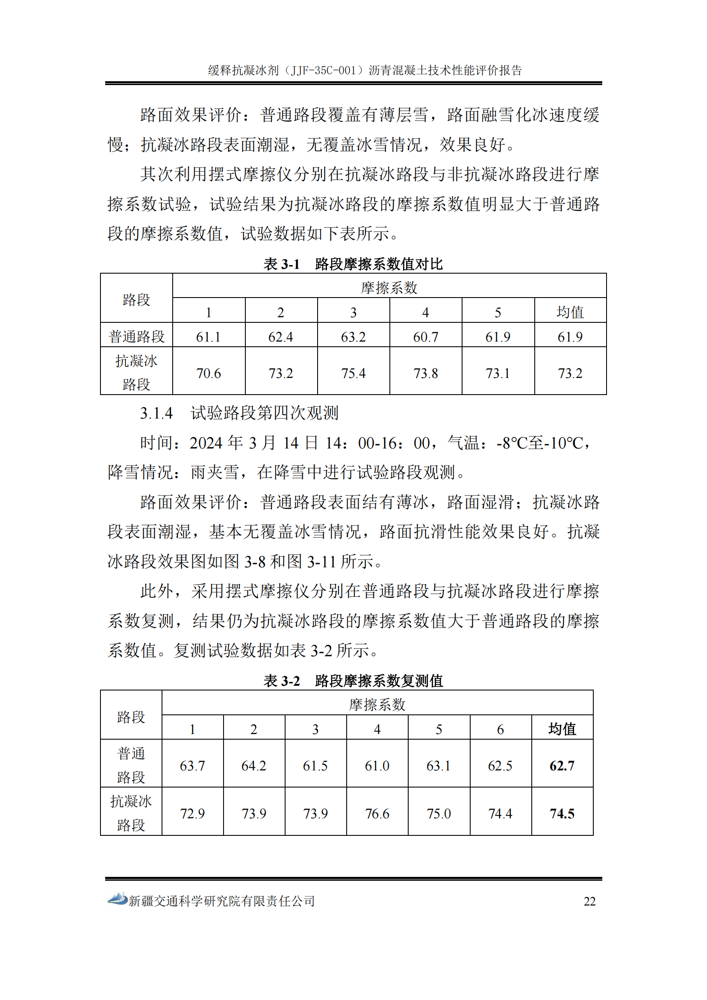 缓释抗凝冰剂（JJF-35C-001）沥青混凝土技术性能评价报告
路面效果评价：普通路段覆盖有薄层雪，路面融雪化冰速度缓
慢；抗凝冰路段表面潮湿，无覆盖冰雪情况，效果良好。
其次利用摆式摩擦仪分别在抗凝冰路段与非抗凝冰路段进行摩
擦系数试验，试验结果为抗凝冰路段的摩擦系数值明显大于普通路
段的摩擦系数值，试验数据如下表所示。
表 3-1 路段摩擦系数值对比
路段 摩擦系数
1 2 3 4 5 均值
普通路段 61.1 62.4 63.2 60.7 61.9 61.9
抗凝冰
路段 70.6 73.2 75.4 73.8 73.1 73.2
3.1.4 试验路段第四次观测
时间：2024 年 3 月 14 日 14：00-16：00，气温：-8℃至-10℃，
降雪情况：雨夹雪，在降雪中进行试验路段观测。
路面效果评价：普通路段表面结有薄冰，路面湿滑；抗凝冰路
段表面潮湿，基本无覆盖冰雪情况，路面抗滑性能效果良好。抗凝
冰路段效果图如图 3-8 和图 3-11 所示。
此外，采用摆式摩擦仪分别在普通路段与抗凝冰路段进行摩擦
系数复测，结果仍为抗凝冰路段的摩擦系数值大于普通路段的摩擦
系数值。复测试验数据如表 3-2 所示。
表 3-2 路段摩擦系数复测值
路段 摩擦系数
1 2 3 4 5 6 均值
普通
路段 63.7 64.2 61.5 61.0 63.1 62.5 62.7
抗凝冰
路段 72.9 73.9 73.9 76.6 75.0 74.4 74.5
新疆交通科学研究院有限责任公司 22